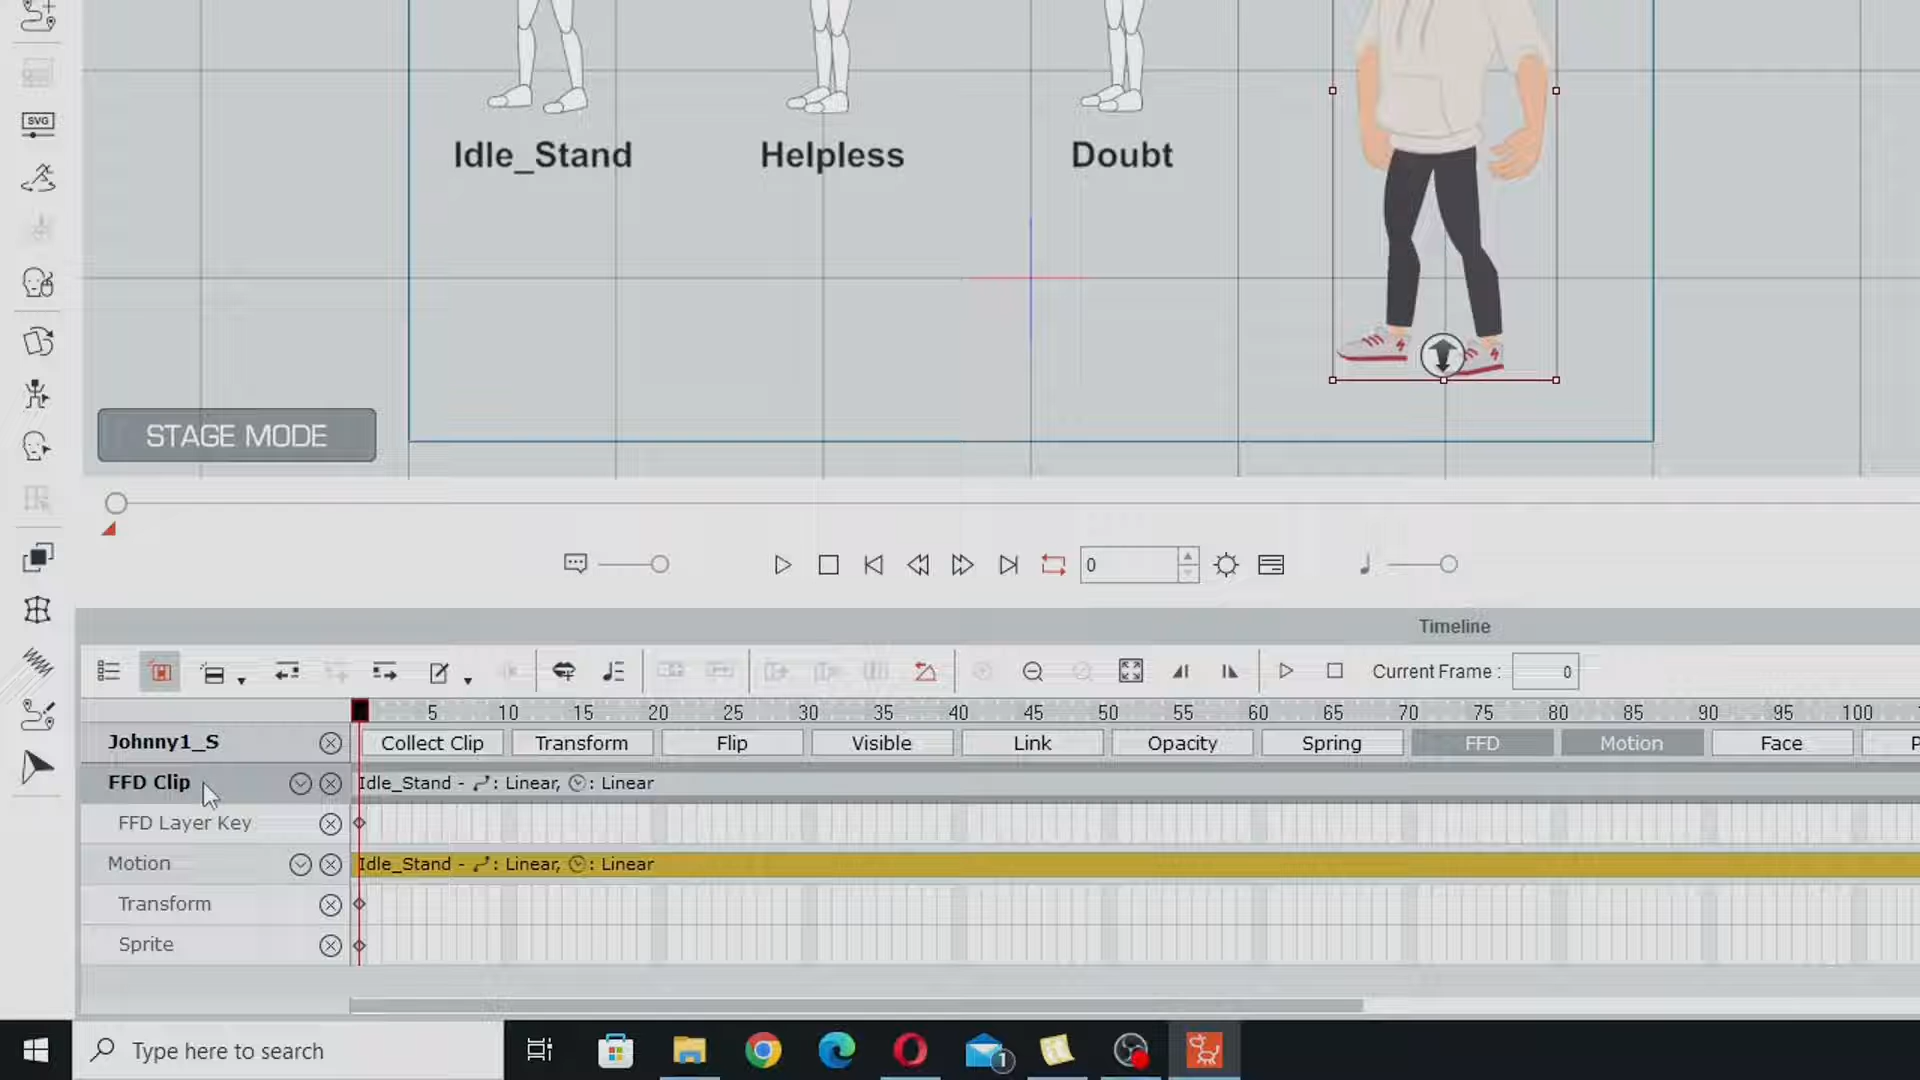 SVG
Idle_Stand
Helpless
Doubt
STAGE MODE
0
Timeline
Current Frame : 0
5 10 15 20 25 30 35 40 45 50 55 60 65 70 75 80 85 90 95 100
Johnny1_S Collect Clip Transform Flip Visible Link Opacity Spring FFD Motion Face
FFD Clip Idle_Stand - : Linear, : Linear
FFD Layer Key
Motion Idle_Stand - : Linear, : Linear
Transform
Sprite
Type here to search
1